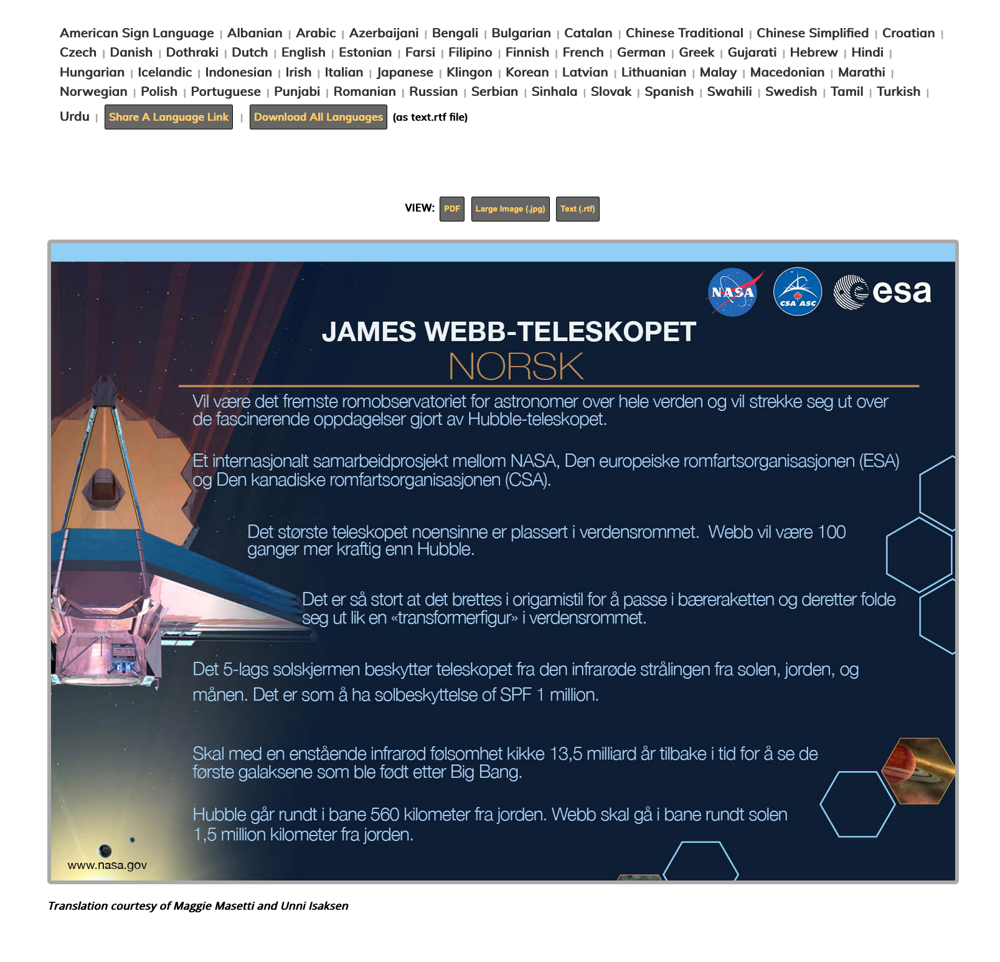 American Sign Language | Albanian | Arabic | Azerbaijani | Bengali | Bulgarian | Catalan | Chinese Traditional | Chinese Simplified | Croatian |
Czech | Danish | Dothraki | Dutch | English | Estonian | Farsi | Filipino | Finnish | French | German | Greek | Gujarati | Hebrew | Hindi |
Hungarian | Icelandic | Indonesian | Irish | Italian | Japanese | Klingon | Korean | Latvian | Lithuanian | Malay | Macedonian | Marathi |
Norwegian | Polish | Portuguese | Punjabi | Romanian | Russian | Serbian | Sinhala | Slovak | Spanish | Swahili | Swedish | Tamil | Turkish |
Urdu | Share A Language Link | Download All Languages (as text.rtf file)
VIEW: PDF Large Image (.jpg) Text (.rtf)
NASA CSA ASC esa
JAMES WEBB-TELESKOPET
NORSK
Vil være det fremste romobservatoriet for astronomer over hele verden og vil strekke seg ut over
de fascinerende oppdagelser gjort av Hubble-teleskopet.
Et internasjonalt samarbeidprosjekt mellom NASA, Den europeiske romfartsorganisasjonen (ESA)
og Den kanadiske romfartsorganisasjonen (CSA).
Det største teleskopet noensinne er plassert i verdensrommet. Webb vil være 100
ganger mer kraftig enn Hubble.
Det er så stort at det brettes i origamistil for å passe i bæreraketten og deretter folde
seg ut lik en «transformerfigur» i verdensrommet.
Det 5-lags solskjermen beskytter teleskopet fra den infrarøde strålingen fra solen, jorden, og
månen. Det er som å ha solbeskyttelse of SPF 1 million.
Skal med en enstående infrarød følsomhet kikke 13,5 milliard år tilbake i tid for å se de
første galaksene som ble født etter Big Bang.
Hubble går rundt i bane 560 kilometer fra jorden. Webb skal gå i bane rundt solen
1,5 million kilometer fra jorden.
www.nasa.gov
Translation courtesy of Maggie Masetti and Unni Isaksen